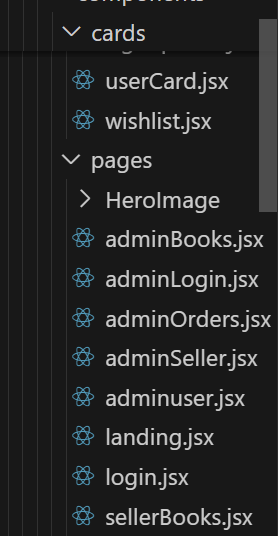 components
cards
userCard.jsx
wishlist.jsx
pages
HeroImage
adminBooks.jsx
adminLogin.jsx
adminOrders.jsx
adminSeller.jsx
adminuser.jsx
landing.jsx
login.jsx
sellerBooks.jsx